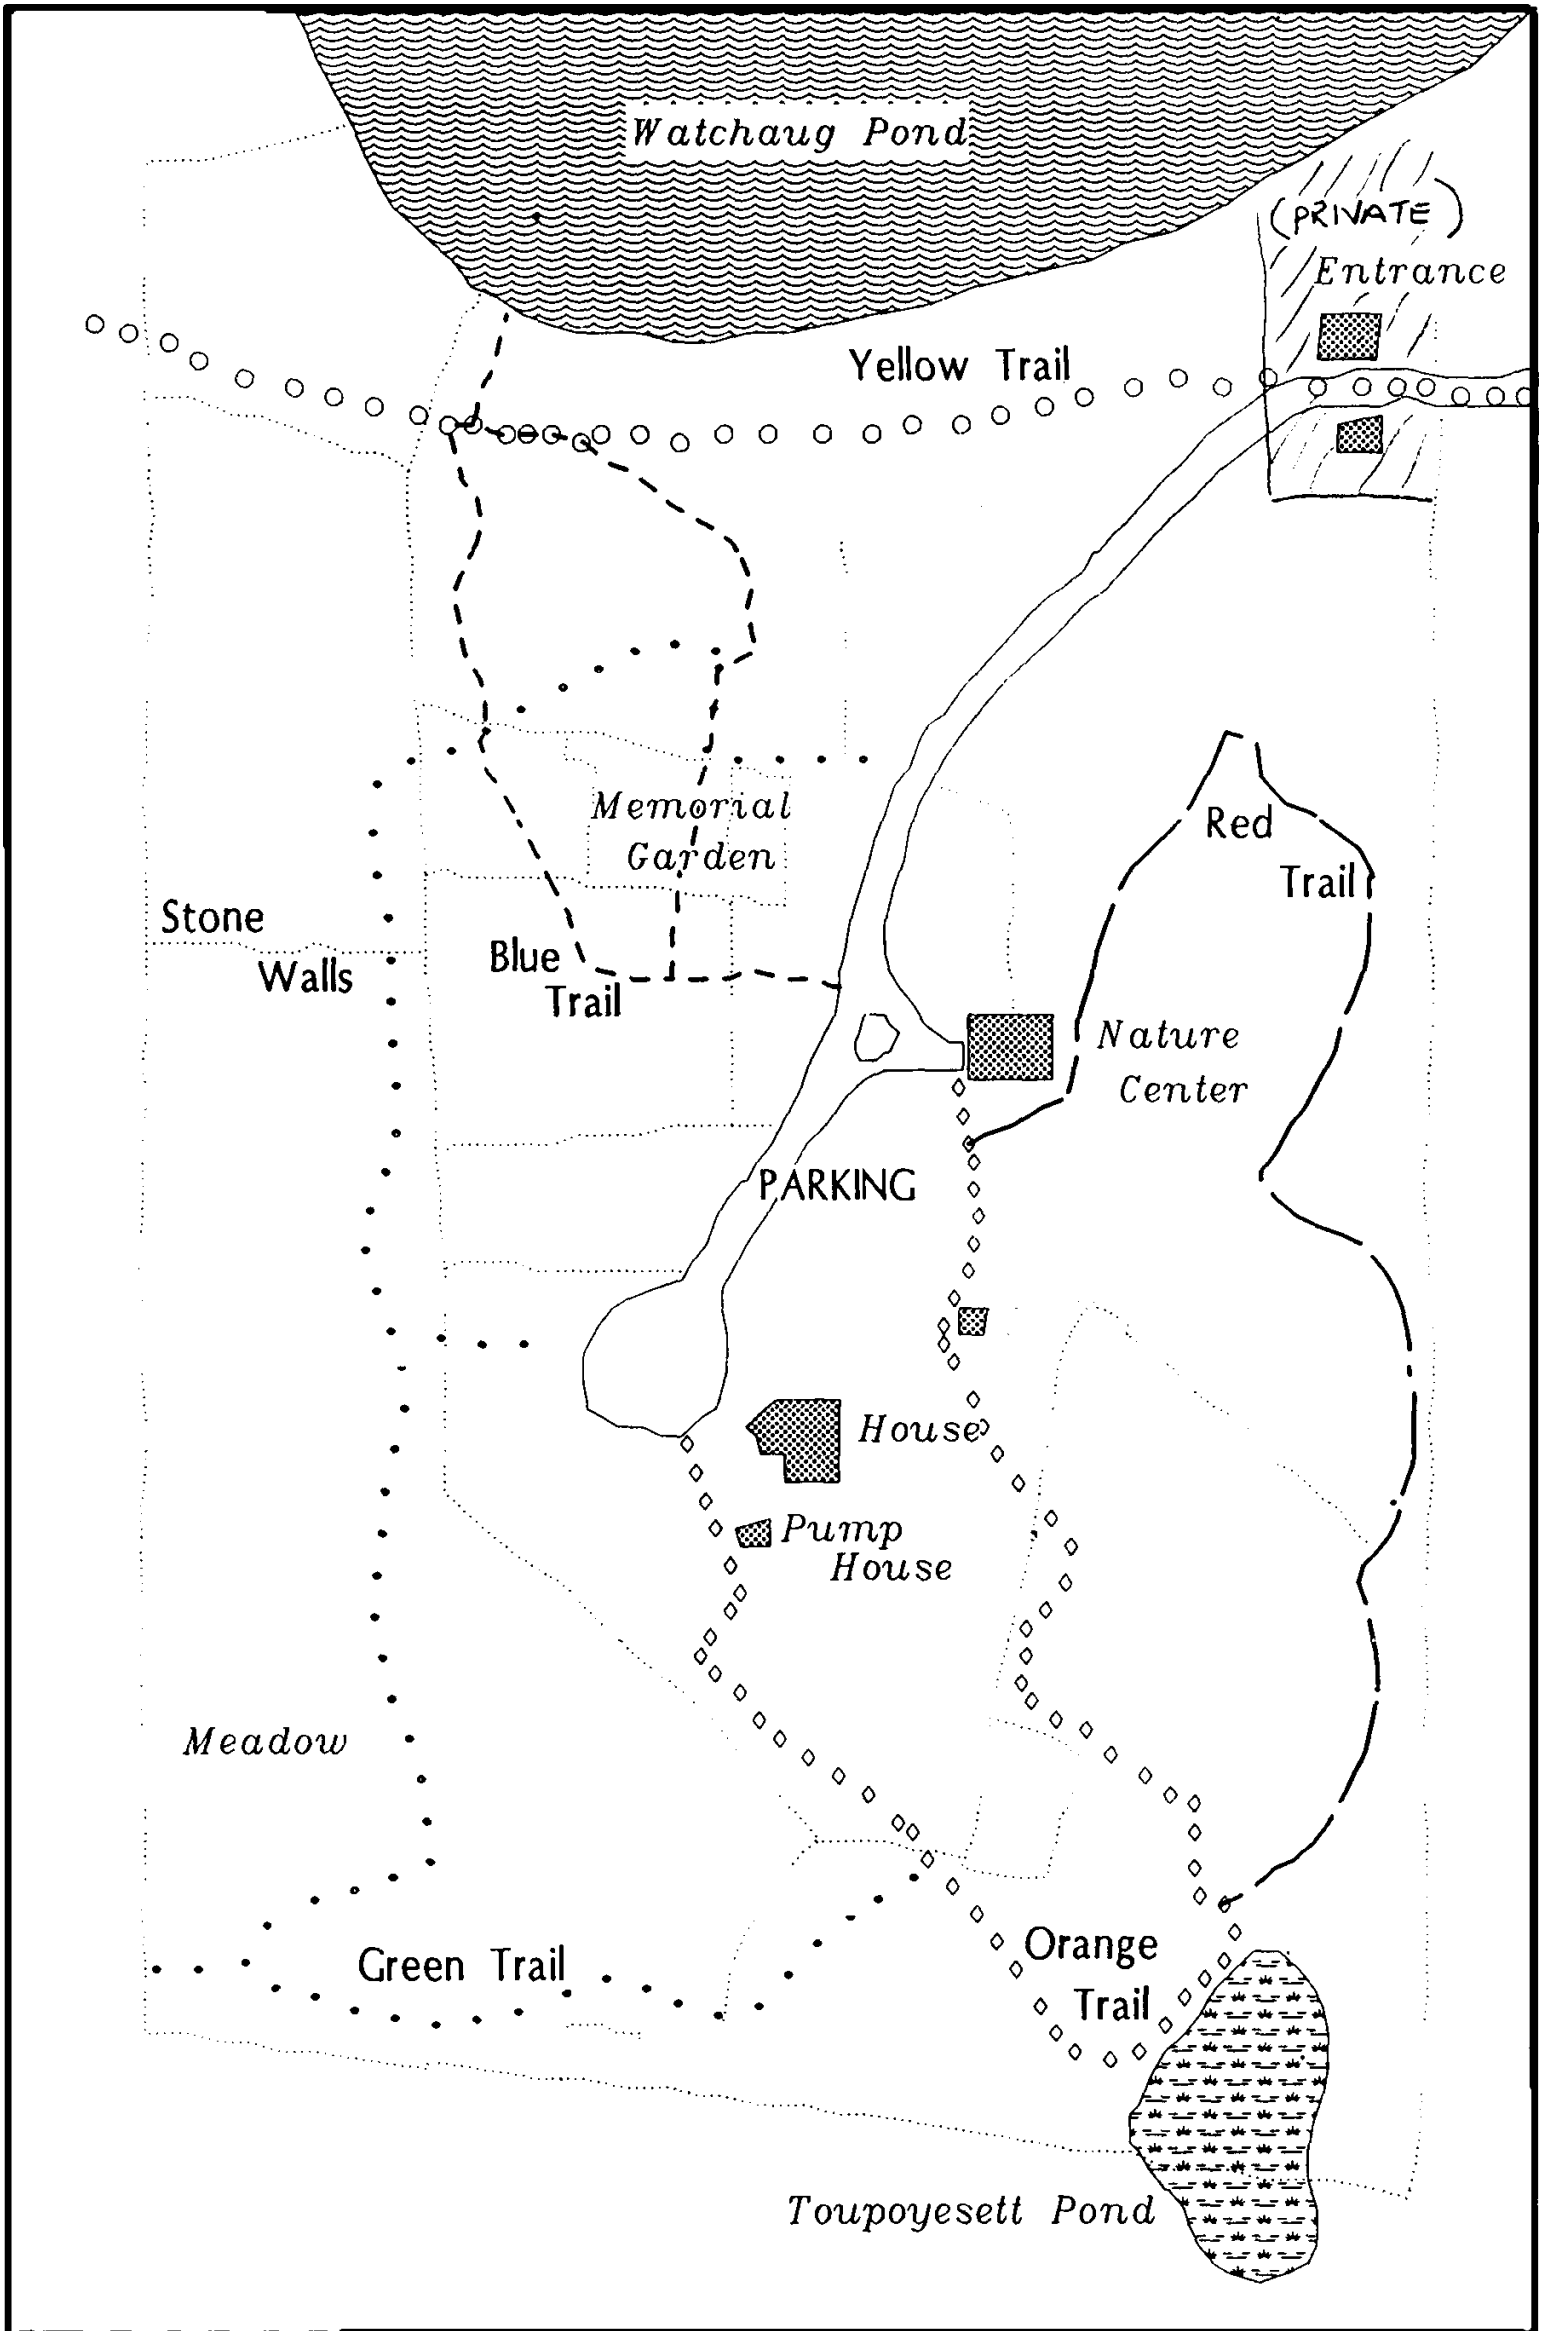 Watchaug Pond
(PRIVATE)
Entrance
Yellow Trail
Red
Trail
Memorial
Garden
Stone
Walls
Blue
Trail
Nature
Center
PARKING
House
Pump
House
Meadow
Green Trail
Orange
Trail
Toupoyesett Pond